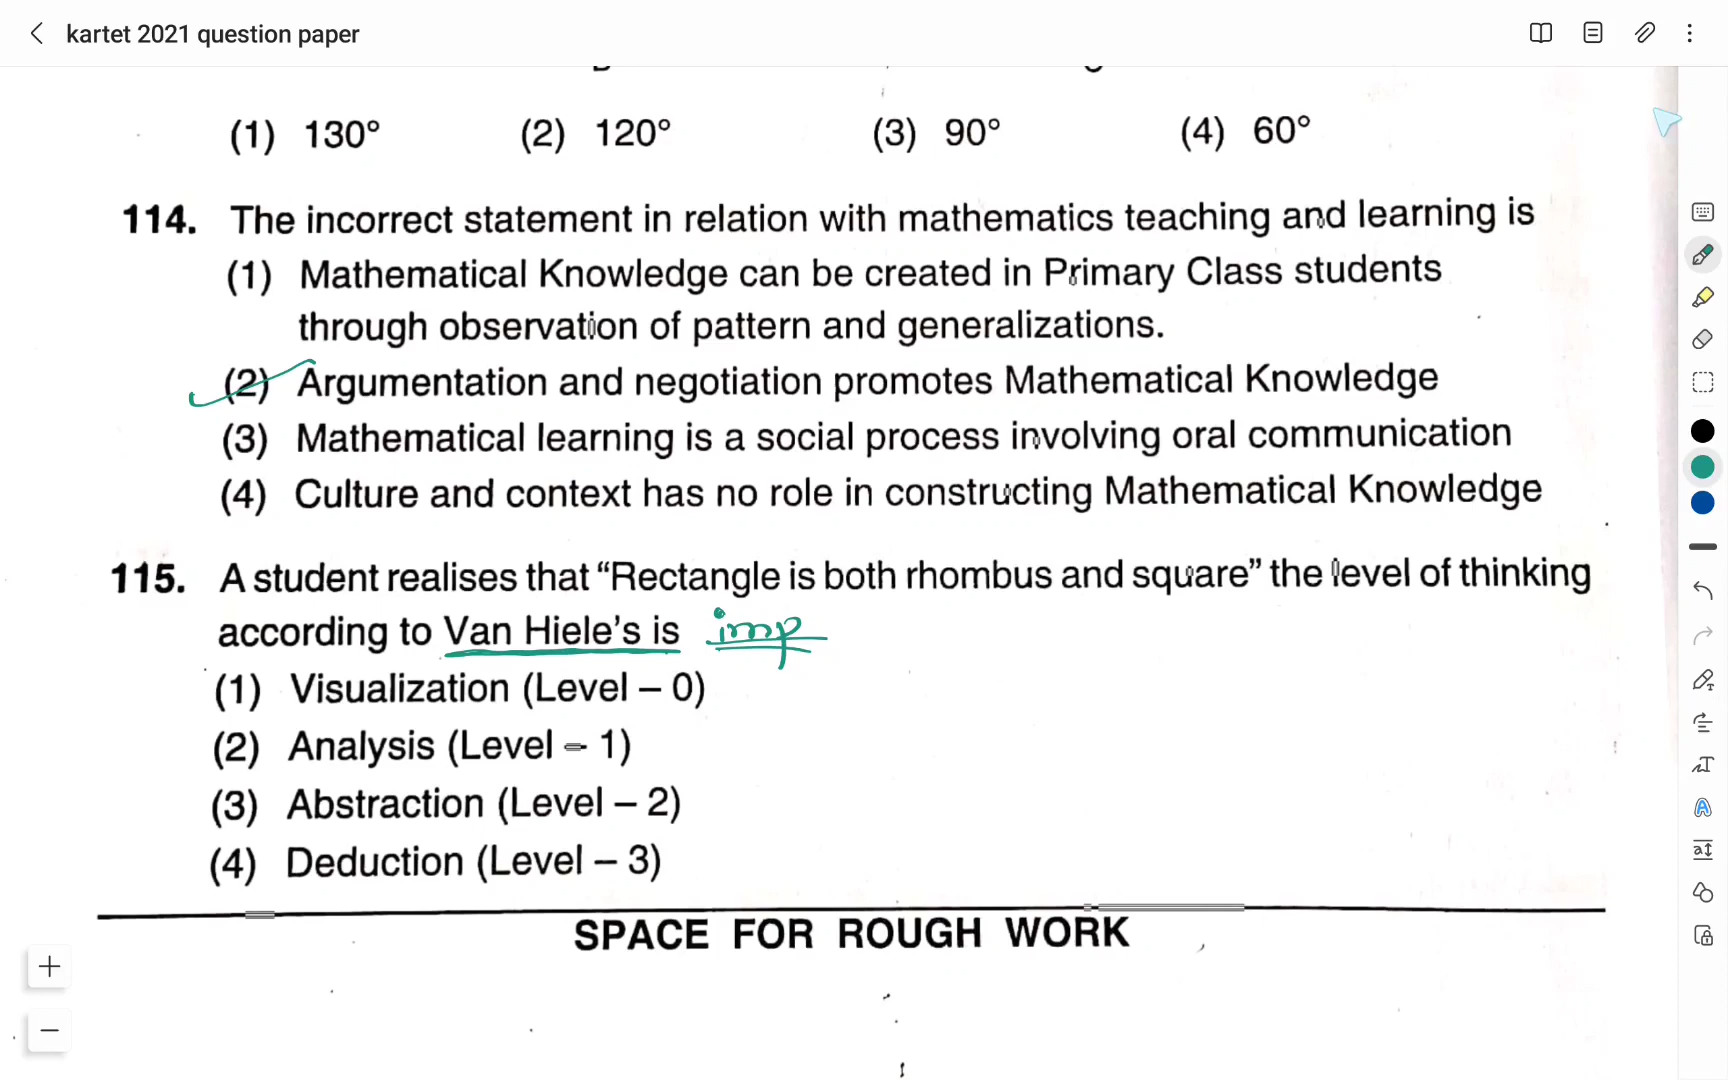 kartet 2021 question paper
(1) 130° (2) 120° (3) 90° (4) 60°
114. The incorrect statement in relation with mathematics teaching and learning is
(1) Mathematical Knowledge can be created in Primary Class students
through observation of pattern and generalizations.
(2) Argumentation and negotiation promotes Mathematical Knowledge
(3) Mathematical learning is a social process involving oral communication
(4) Culture and context has no role in constructing Mathematical Knowledge
115. A student realises that “Rectangle is both rhombus and square” the level of thinking
according to Van Hiele’s is imp
(1) Visualization (Level – 0)
(2) Analysis (Level – 1)
(3) Abstraction (Level – 2)
(4) Deduction (Level – 3)
SPACE FOR ROUGH WORK